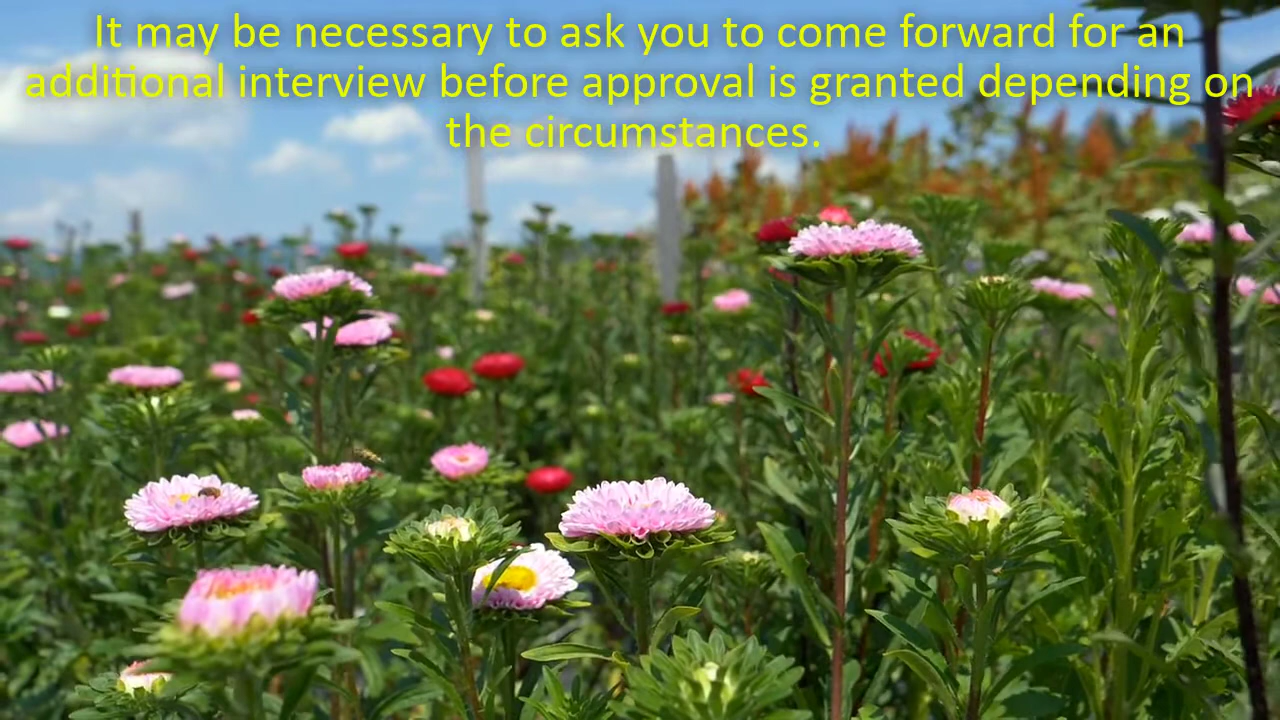 It may be necessary to ask you to come forward for an
additional interview before approval is granted depending on
the circumstances.